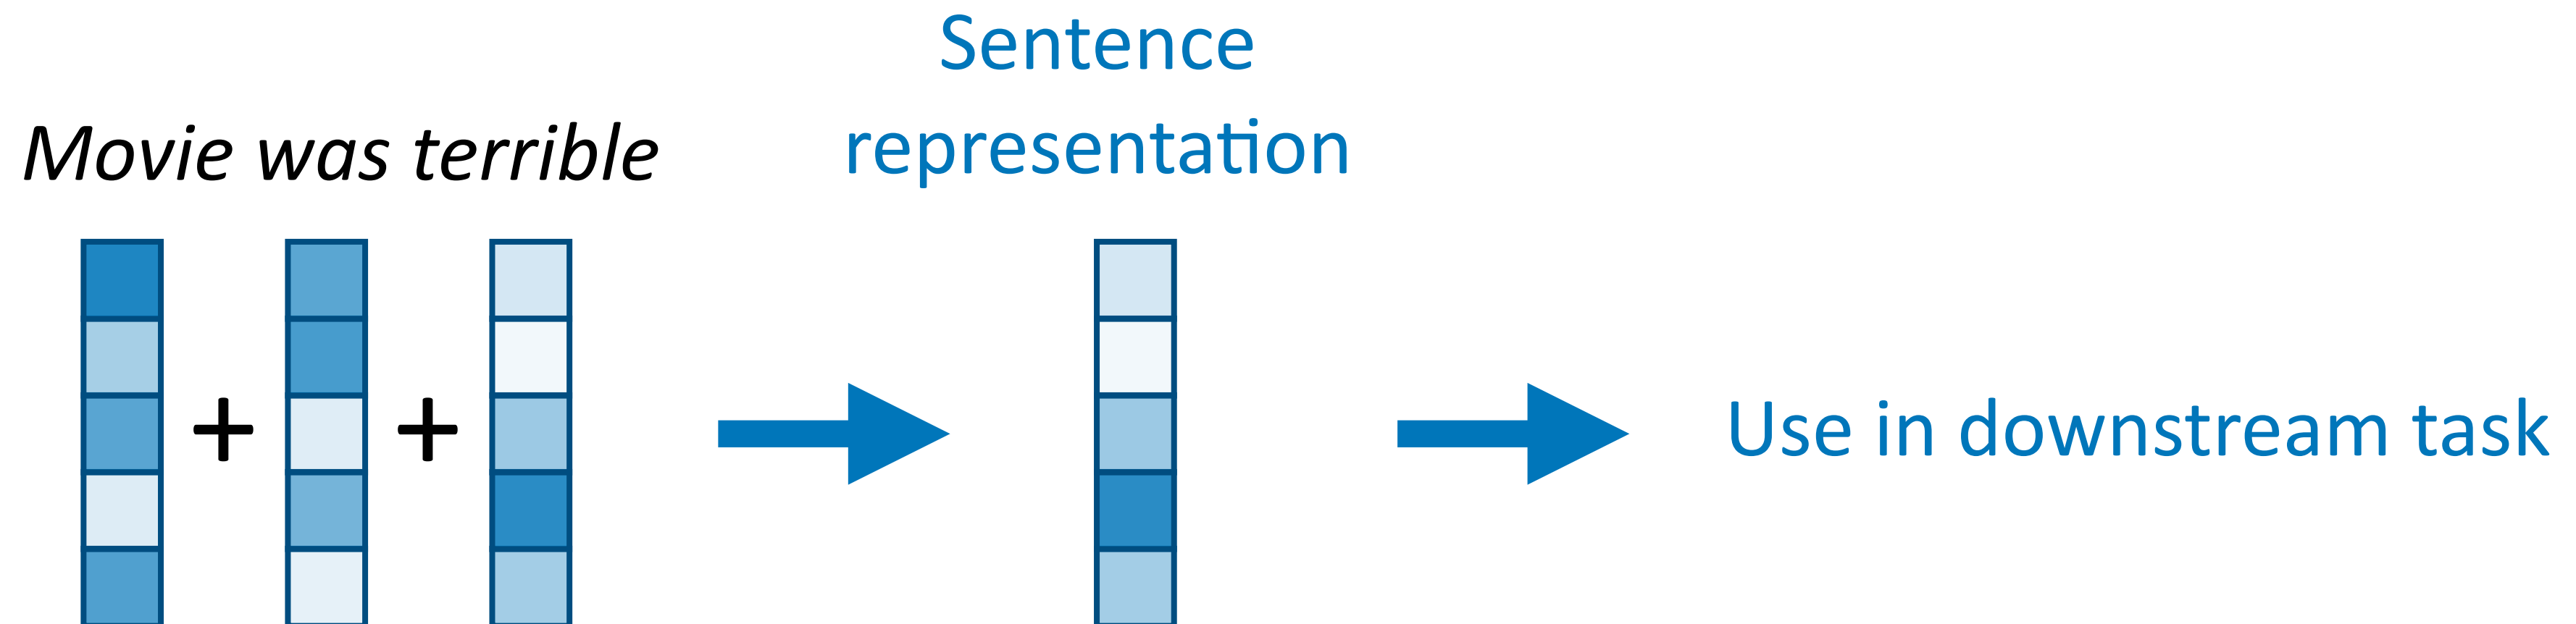 Sentence
representation
Movie was terrible
+ +
Use in downstream task